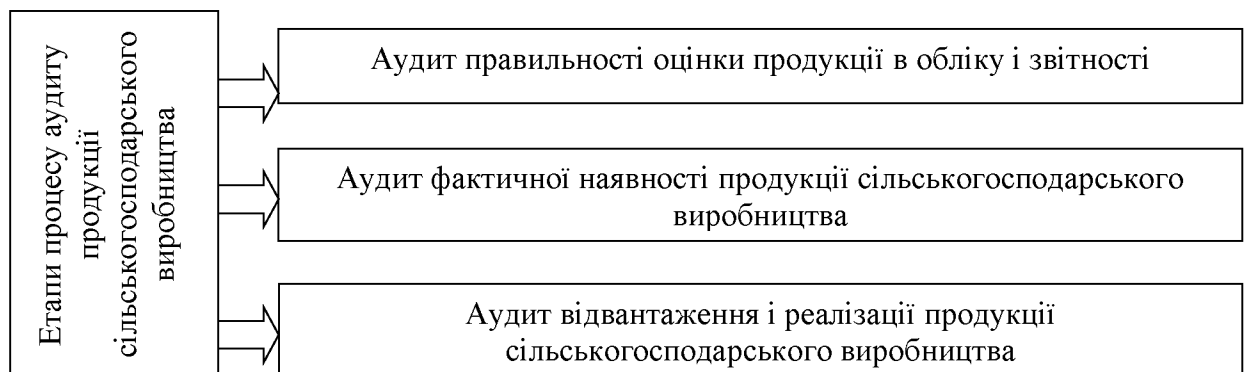 Етапи процесу аудиту
продукції
сільськогосподарського
виробництва
Аудит правильності оцінки продукції в обліку і звітності
Аудит фактичної наявності продукції сільськогосподарського
виробництва
Аудит відвантаження і реалізації продукції
сільськогосподарського виробництва